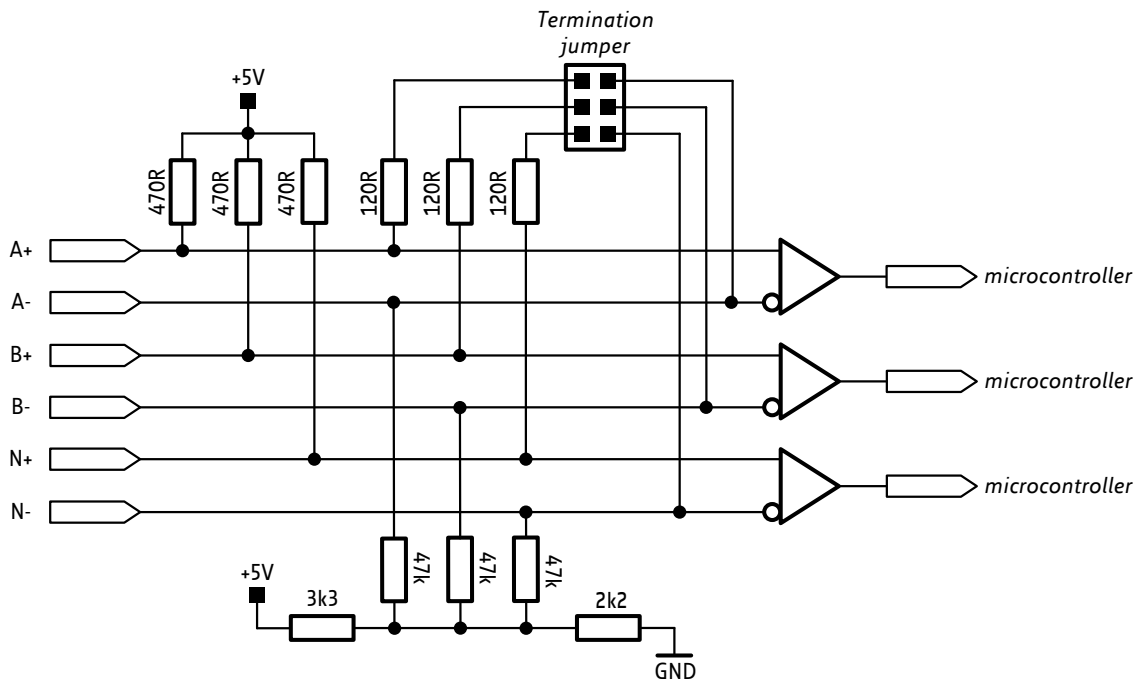 Termination
jumper
+5V
470R
470R
470R
120R
120R
120R
A+
microcontroller
A-
B+
microcontroller
B-
N+
microcontroller
N-
47k
47k
47k
+5V
3k3
2k2
GND